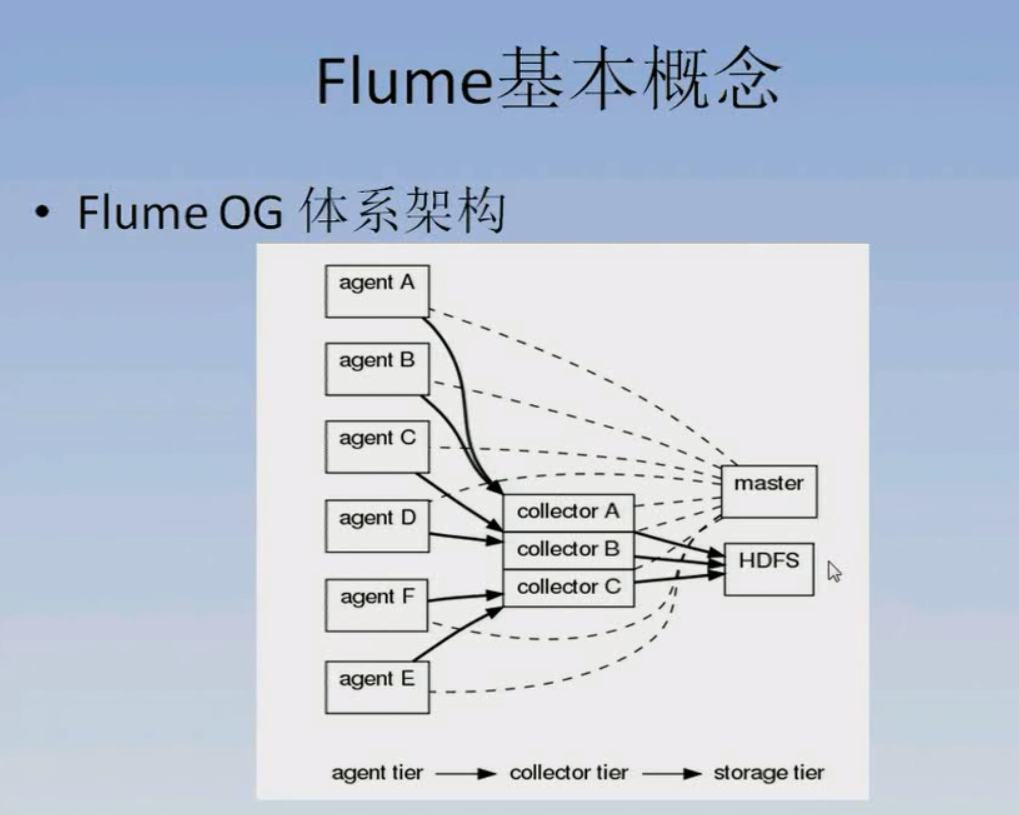 Flume基本概念
• Flume OG 体系架构
agent A
agent B
agent C
agent D
agent F
agent E
collector A
collector B
collector C
master
HDFS
agent tier
collector tier
storage tier